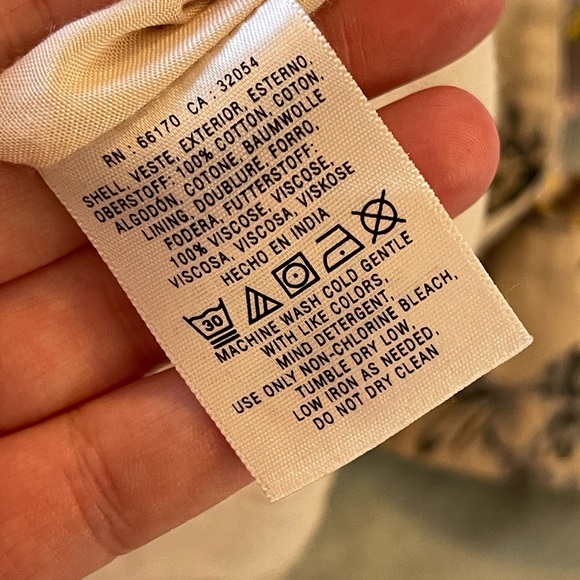 RN : 66170 CA : 32054
SHELL, VESTE, EXTERIOR, ESTERNO,
OBERSTOFF: 100% COTTON, COTON,
ALGODÓN, COTONE, BAUMWOLLE
LINING, DOUBLURE, FORRO,
FODERA, FUTTERSTOFF:
100% VISCOSE, VISCOSE,
VISCOSA, VISCOSA, VISKOSE
HECHO EN INDIA
30
MACHINE WASH COLD GENTLE
WITH LIKE COLORS,
MIND DETERGENT,
USE ONLY NON-CHLORINE BLEACH,
TUMBLE DRY LOW,
LOW IRON AS NEEDED,
DO NOT DRY CLEAN